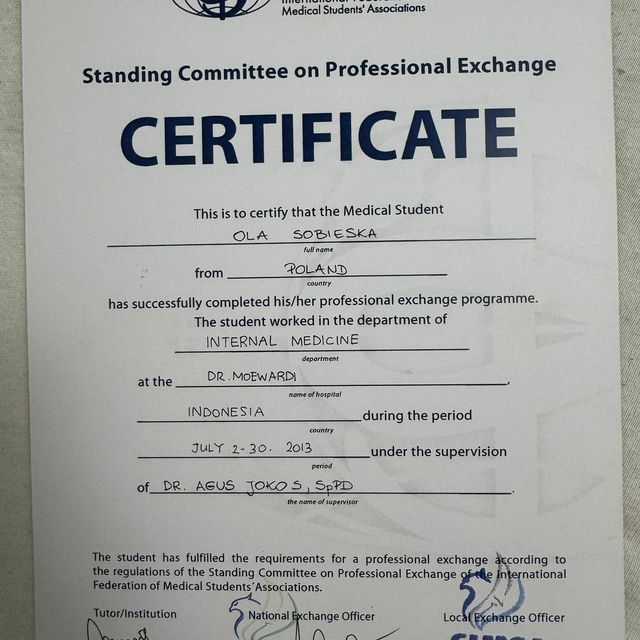 Medical Students' Associations
Standing Committee on Professional Exchange
CERTIFICATE
This is to certify that the Medical Student
OLA SOBIESKA
full name
from POLAND
country
has successfully completed his/her professional exchange programme.
The student worked in the department of
INTERNAL MEDICINE
department
at the DR. MOEWARDI,
name of hospital
INDONESIA during the period
country
JULY 2-30. 2013 under the supervision
period
of DR. AGUS JOKO S, SpPD.
the name of supervisor
The student has fulfilled the requirements for a professional exchange according to
the regulations of the Standing Committee on Professional Exchange of the International
Federation of Medical Students' Associations.
Tutor/Institution National Exchange Officer Local Exchange Officer